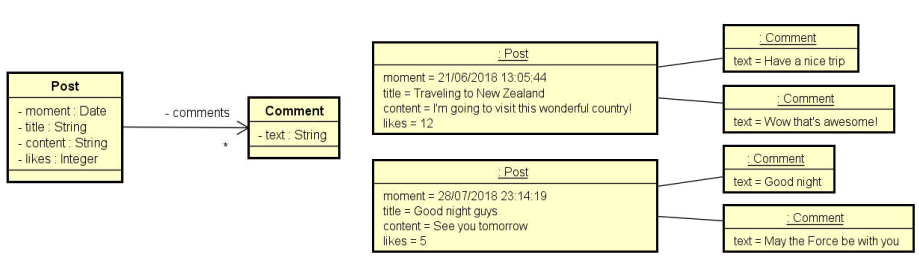 Post
- moment : Date
- title : String
- content : String
- likes : Integer
- comments
*
Comment
- text : String
: Post
moment = 21/06/2018 13:05:44
title = Traveling to New Zealand
content = I'm going to visit this wonderful country!
likes = 12
: Comment
text = Have a nice trip
: Comment
text = Wow that's awesome!
: Post
moment = 28/07/2018 23:14:19
title = Good night guys
content = See you tomorrow
likes = 5
: Comment
text = Good night
: Comment
text = May the Force be with you